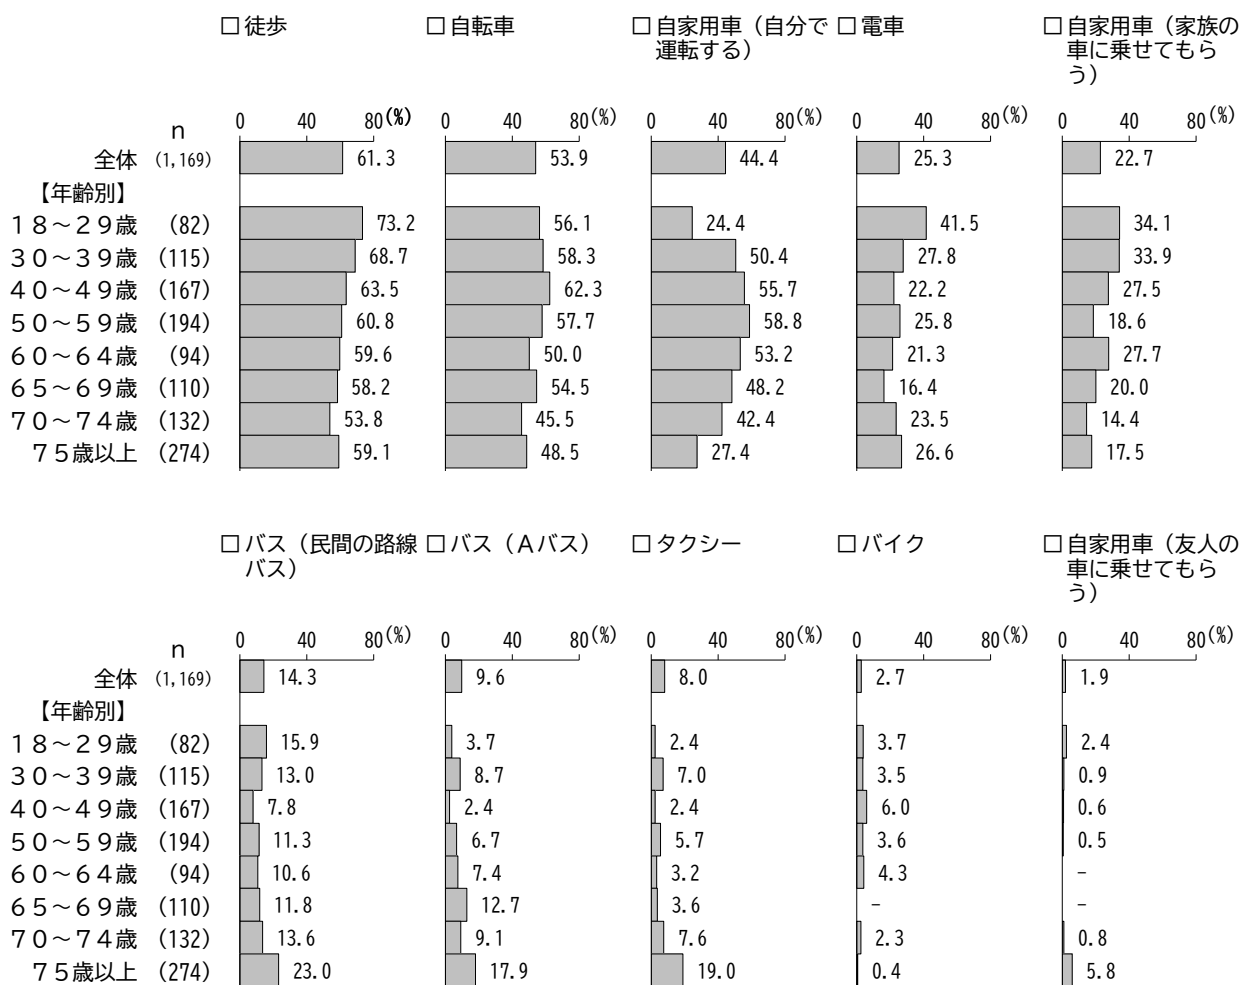 □ 徒歩 □ 自転車 □ 自家用車（自分で □ 電車 □ 自家用車（家族の
運転する） 車に乗せてもら
う）
0 40 80(%) 0 40 80(%) 0 40 80(%) 0 40 80(%) 0 40 80(%)
n
全体 (1,169) 61.3 53.9 44.4 25.3 22.7
【年齢別】
１８～２９歳 (82) 73.2 56.1 24.4 41.5 34.1
３０～３９歳 (115) 68.7 58.3 50.4 27.8 33.9
４０～４９歳 (167) 63.5 62.3 55.7 22.2 27.5
５０～５９歳 (194) 60.8 57.7 58.8 25.8 18.6
６０～６４歳 (94) 59.6 50.0 53.2 21.3 27.7
６５～６９歳 (110) 58.2 54.5 48.2 16.4 20.0
７０～７４歳 (132) 53.8 45.5 42.4 23.5 14.4
７５歳以上 (274) 59.1 48.5 27.4 26.6 17.5
□ バス（民間の路線 □ バス（Ａバス） □ タクシー □ バイク □ 自家用車（友人の
バス） 車に乗せてもら
う）
0 40 80(%) 0 40 80(%) 0 40 80(%) 0 40 80(%) 0 40 80(%)
n
全体 (1,169) 14.3 9.6 8.0 2.7 1.9
【年齢別】
１８～２９歳 (82) 15.9 3.7 2.4 3.7 2.4
３０～３９歳 (115) 13.0 8.7 7.0 3.5 0.9
４０～４９歳 (167) 7.8 2.4 2.4 6.0 0.6
５０～５９歳 (194) 11.3 6.7 5.7 3.6 0.5
６０～６４歳 (94) 10.6 7.4 3.2 4.3 -
６５～６９歳 (110) 11.8 12.7 3.6 - -
７０～７４歳 (132) 13.6 9.1 7.6 2.3 0.8
７５歳以上 (274) 23.0 17.9 19.0 0.4 5.8